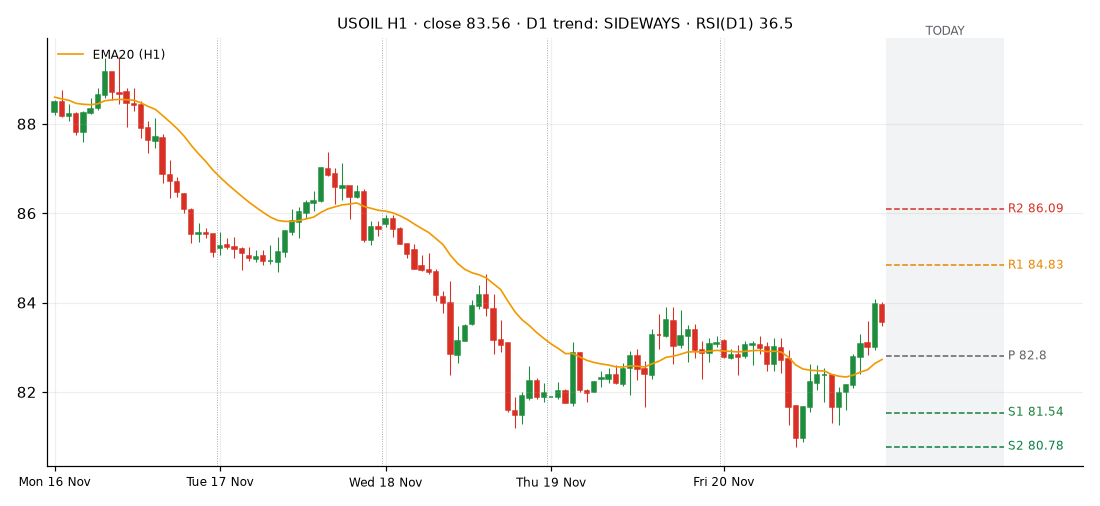 USOIL H1 · close 83.56 · D1 trend: SIDEWAYS · RSI(D1) 36.5
TODAY
EMA20 (H1)
88
86
84
82
R2 86.09
R1 84.83
P 82.8
S1 81.54
S2 80.78
Mon 16 Nov
Tue 17 Nov
Wed 18 Nov
Thu 19 Nov
Fri 20 Nov